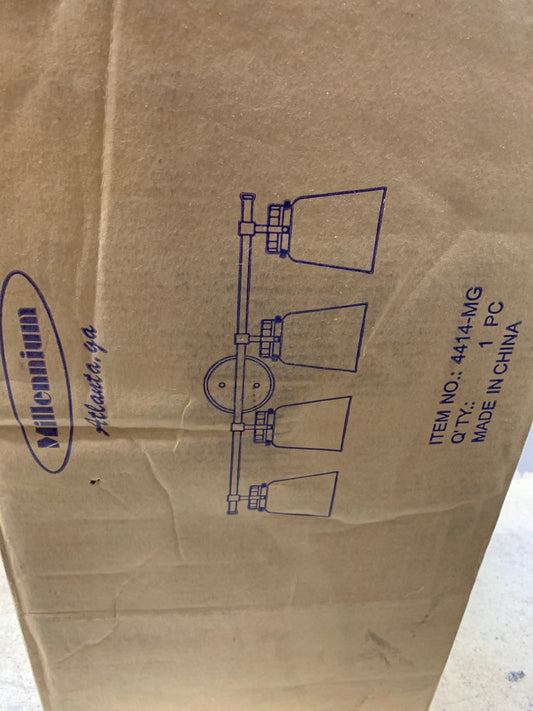 Millennium
Atlanta, ga
ITEM NO.: 4414-MG
Q'TY.: 1 PC
MADE IN CHINA